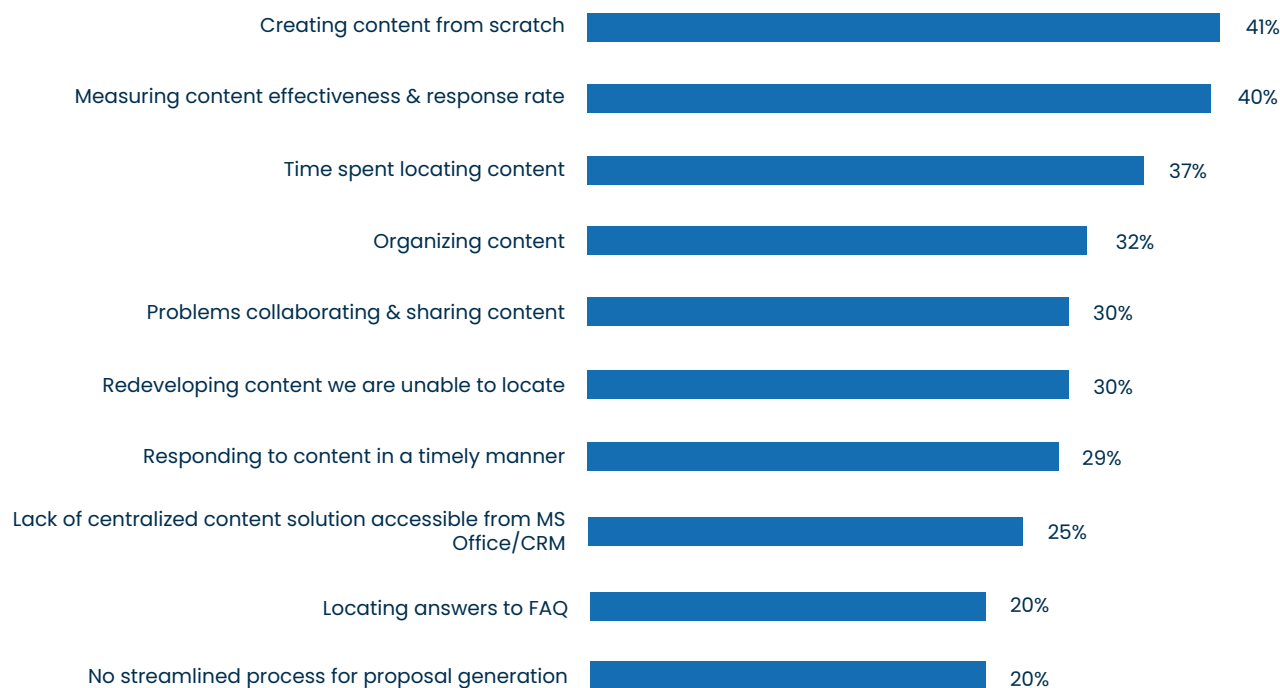 Creating content from scratch 41%
Measuring content effectiveness & response rate 40%
Time spent locating content 37%
Organizing content 32%
Problems collaborating & sharing content 30%
Redeveloping content we are unable to locate 30%
Responding to content in a timely manner 29%
Lack of centralized content solution accessible from MS
Office/CRM 25%
Locating answers to FAQ 20%
No streamlined process for proposal generation 20%